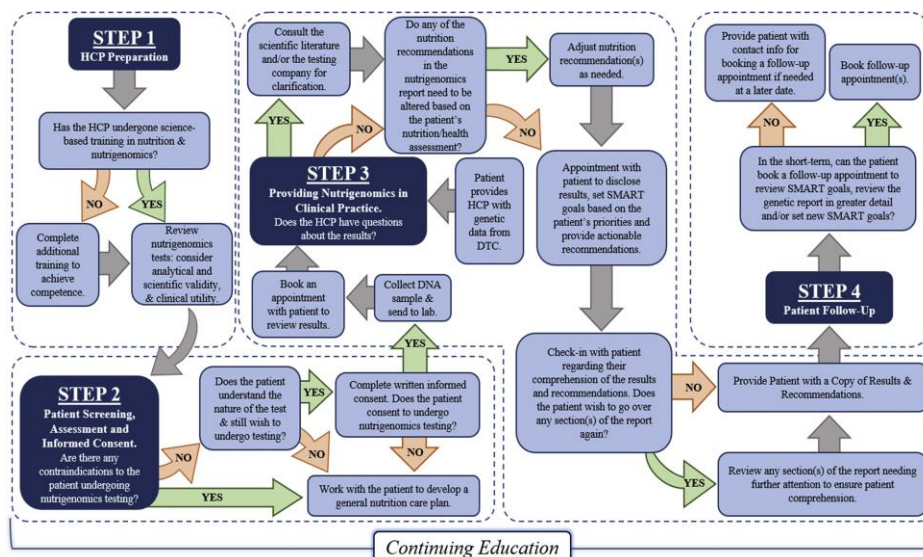 STEP 1
HCP Preparation
Has the HCP undergone science-
based training in nutrition &
nutrigenomics?
NO
YES
Complete
additional
training to
achieve
competence.
Review
nutrigenomics
tests: consider
analytical and
scientific validity,
& clinical utility.
STEP 2
Patient Screening,
Assessment and
Informed Consent.
Are there any
contraindications to the
patient undergoing
nutrigenomics testing?
NO
YES
Does the patient
understand the
nature of the test
& still wish to
undergo testing?
YES
NO
Complete written informed
consent. Does the patient
consent to undergo
nutrigenomics testing?
YES
NO
Work with the patient to develop a
general nutrition care plan.
Collect DNA
sample &
send to lab.
Book an
appointment
with patient to
review results.
STEP 3
Providing Nutrigenomics in
Clinical Practice.
Does the HCP have questions
about the results?
Patient
provides HCP
with genetic
data from
DTC.
YES
NO
Consult the
scientific literature
and/or the testing
company for
clarification.
Do any of the
nutrition
recommendations
in the
nutrigenomics
report need to be
altered based on
the patient's
nutrition/health
assessment?
YES
NO
Adjust nutrition
recommendation(s)
as needed.
Appointment with
patient to disclose
results, set SMART
goals based on the
patient's priorities and
provide actionable
recommendations.
Check-in with patient
regarding their
comprehension of the results
and recommendations. Does
the patient wish to go over
any section(s) of the report
again?
NO
YES
Provide Patient with a Copy of Results &
Recommendations.
Review any section(s) of the report needing
further attention to ensure patient
comprehension.
STEP 4
Patient Follow-Up
In the short-term, can the patient
book a follow-up appointment to
review SMART goals, review the
genetic report in greater detail
and/or set new SMART goals?
NO
YES
Provide patient with
contact info for
booking a follow-up
appointment if needed
at a later date.
Book follow-up
appointment(s).
Continuing Education